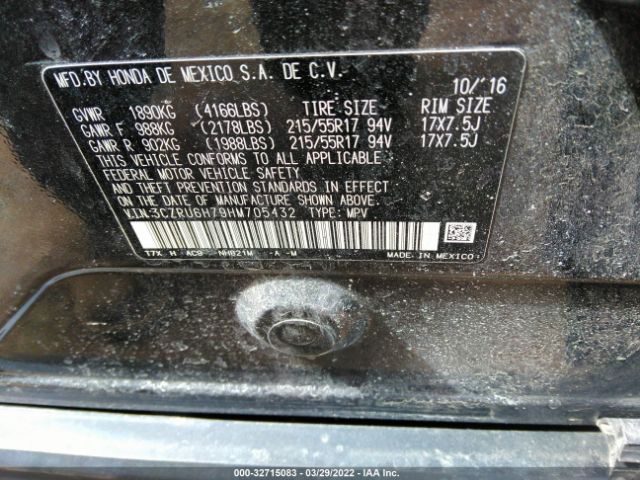 MFD.BY HONDA DE MEXICO,S.A. DE C.V.
10/'16
GVWR 1890KG (4166LBS) TIRE SIZE RIM SIZE
GAWR F 988KG (2178LBS) 215/55R17 94V 17X7.5J
GAWR R 902KG (1988LBS) 215/55R17 94V 17X7.5J
THIS VEHICLE CONFORMS TO ALL APPLICABLE
FEDERAL MOTOR VEHICLE SAFETY
AND THEFT PREVENTION STANDARDS IN EFFECT
ON THE DATE OF MANUFACTURE SHOWN ABOVE.
V.I.N.:3CZRU6H79HM705432 TYPE: MPV
T7X H AC9 NH821M -A -M MADE IN MEXICO
000-32715083 - 03/29/2022 - IAA Inc.